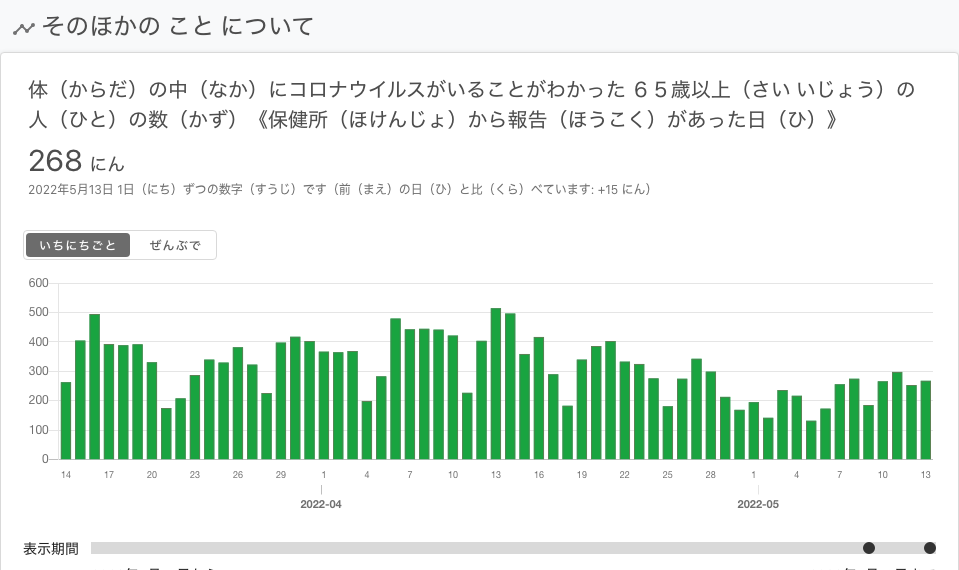 そのほかの こと について
体（からだ）の中（なか）にコロナウイルスがいることがわかった ６５歳以上（さい いじょう）の
人（ひと）の数（かず）《保健所（ほけんじょ）から報告（ほうこく）があった日（ひ）》
268 にん
2022年5月13日 1日（にち）ずつの数字（すうじ）です（前（まえ）の日（ひ）と比（くら）べています: +15 にん）
いちにちごと ぜんぶで
600
500
400
300
200
100
0
14 17 20 23 26 29 1 4 7 10 13 16 19 22 25 28 1 4 7 10 13
2022-04 2022-05
表示期間